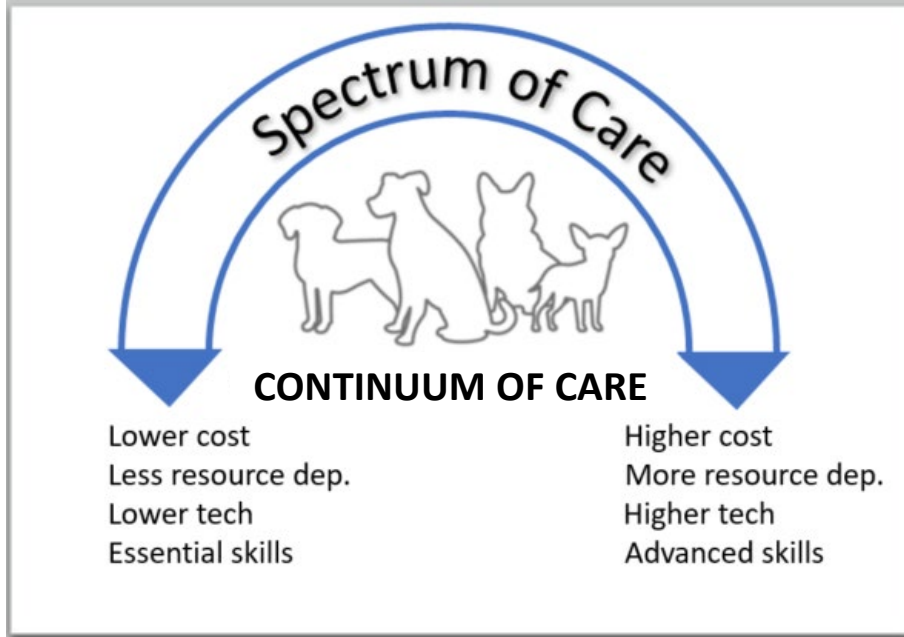 Spectrum of Care
CONTINUUM OF CARE
Lower cost
Less resource dep.
Lower tech
Essential skills
Higher cost
More resource dep.
Higher tech
Advanced skills